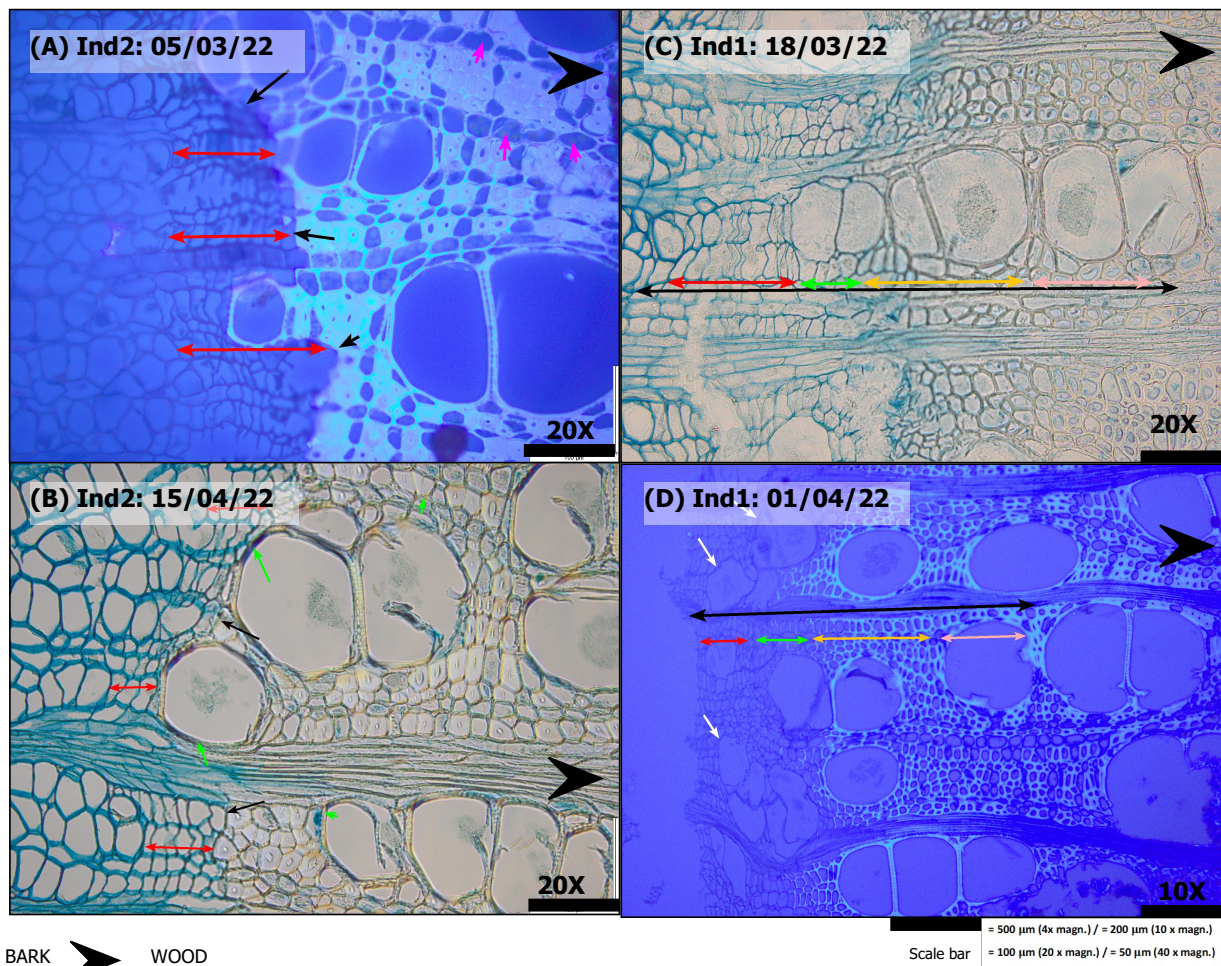 (A) Ind2: 05/03/22
20X
100 µm
(C) Ind1: 18/03/22
20X
(B) Ind2: 15/04/22
20X
(D) Ind1: 01/04/22
10X
BARK WOOD
Scale bar
= 500 µm (4x magn.) / = 200 µm (10 x magn.)
= 100 µm (20 x magn.) / = 50 µm (40 x magn.)